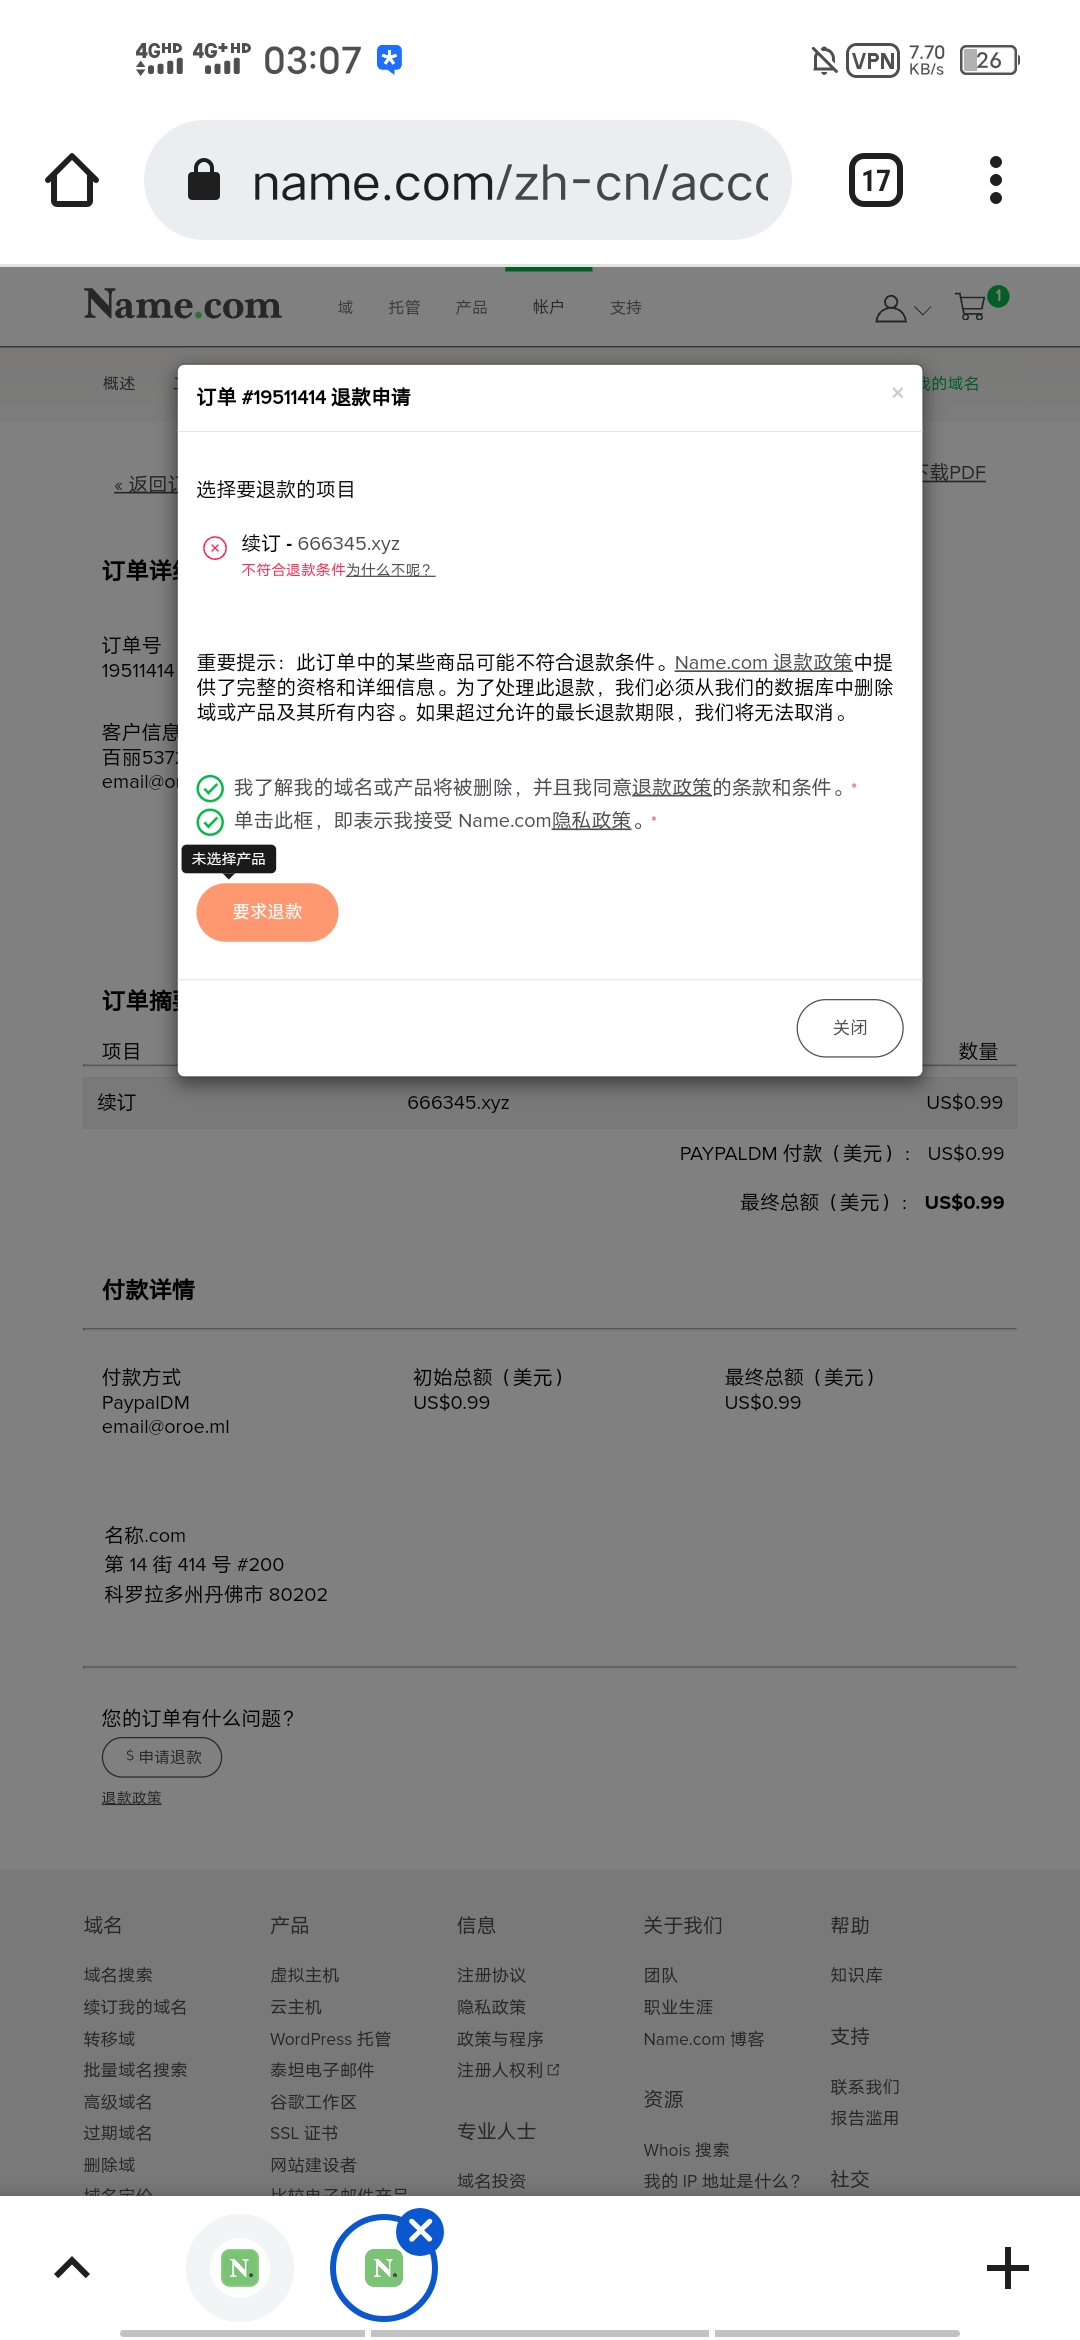 4GHD 4G+HD 03:07 VPN 7.70 KB/s 26
name.com/zh-cn/acco
17
Name.com 域 托管 产品 帐户 支持 1
概述 我的域名
订单 #19511414 退款申请 ×
« 返回订 下载PDF
选择要退款的项目
续订 - 666345.xyz
不符合退款条件为什么不呢？
订单详细
订单号
19511414
客户信息
百丽537
email@or
重要提示：此订单中的某些商品可能不符合退款条件。Name.com 退款政策中提
供了完整的资格和详细信息。为了处理此退款，我们必须从我们的数据库中删除
域或产品及其所有内容。如果超过允许的最长退款期限，我们将无法取消。
我了解我的域名或产品将被删除，并且我同意退款政策的条款和条件。*
单击此框，即表示我接受 Name.com隐私政策。*
未选择产品
要求退款
关闭
订单摘要
项目 数量
续订 666345.xyz US$0.99
PAYPALDM 付款（美元）: US$0.99
最终总额（美元）: US$0.99
付款详情
付款方式 初始总额（美元） 最终总额（美元）
PaypalDM US$0.99 US$0.99
email@oroe.ml
名称.com
第 14 街 414 号 #200
科罗拉多州丹佛市 80202
您的订单有什么问题？
$ 申请退款
退款政策
域名 产品 信息 关于我们 帮助
域名搜索 虚拟主机 注册协议 团队 知识库
续订我的域名 云主机 隐私政策 职业生涯
转移域 WordPress 托管 政策与程序 Name.com 博客 支持
批量域名搜索 泰坦电子邮件 注册人权利
高级域名 谷歌工作区 资源 联系我们
过期域名 SSL 证书 专业人士 报告滥用
删除域 网站建设者 Whois 搜索
域名定价 比较电子邮件产品 域名投资 我的 IP 地址是什么？ 社交
N. N.